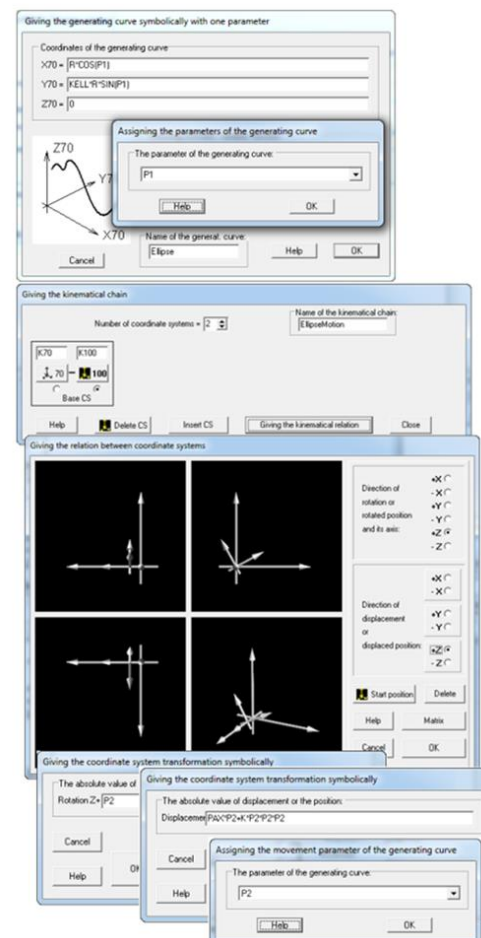 Giving the generating curve symbolically with one parameter
Coordinates of the generating curve
X70 = R*COS(P1)
Y70 = KELL*R*SIN(P1)
Z70 = 0
Assigning the parameters of the generating curve
The parameter of the generating curve:
P1
Help OK
Z70
X70
Name of the generat. curve:
Cancel Ellipse Help OK
Giving the kinematical chain
Number of coordinate systems = 2
Name of the kinematical chain:
EllipseMotion
K70 K100
70 100
Base CS
Help Delete CS Insert CS Giving the kinematical relation Close
Giving the relation between coordinate systems
Direction of
rotation or
rotated position
and its axis:
+X
-X
+Y
-Y
+Z
-Z
Direction of
displacement
or
displaced position:
+X
-X
+Y
-Y
+Z
-Z
Start position Delete
Help Matrix
Cancel OK
Giving the coordinate system transformation symbolically
The absolute value of
Rotation Z+ P2
Cancel
Help
Giving the coordinate system transformation symbolically
The absolute value of displacement or the position:
PAX*P2+K*P2*P2*P2
Cancel
Help
Assigning the movement parameter of the generating curve
The parameter of the generating curve:
P2
Help OK